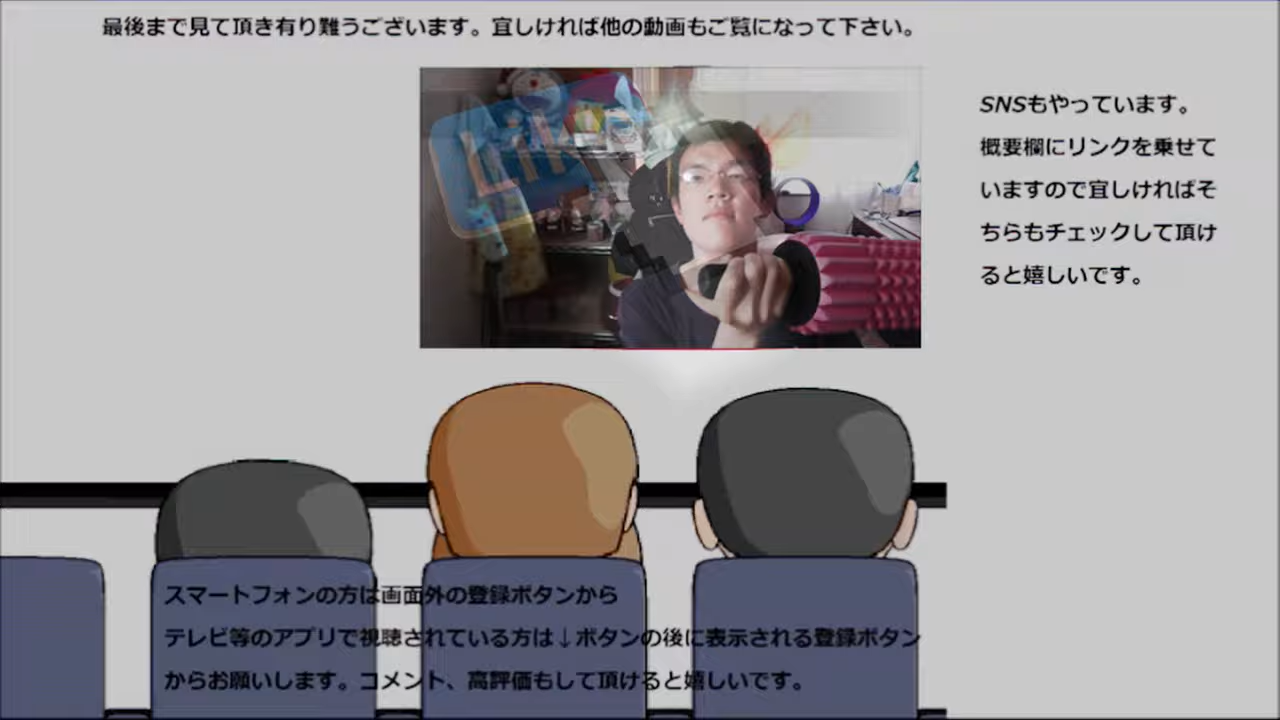 最後まで見て頂き有り難うございます。宜しければ他の動画もご覧になって下さい。
SNSもやっています。
概要欄にリンクを乗せて
いますので宜しければそ
ちらもチェックして頂け
ると嬉しいです。
スマートフォンの方は画面外の登録ボタンから
テレビ等のアプリで視聴されている方は↓ボタンの後に表示される登録ボタン
からお願いします。コメント、高評価もして頂けると嬉しいです。